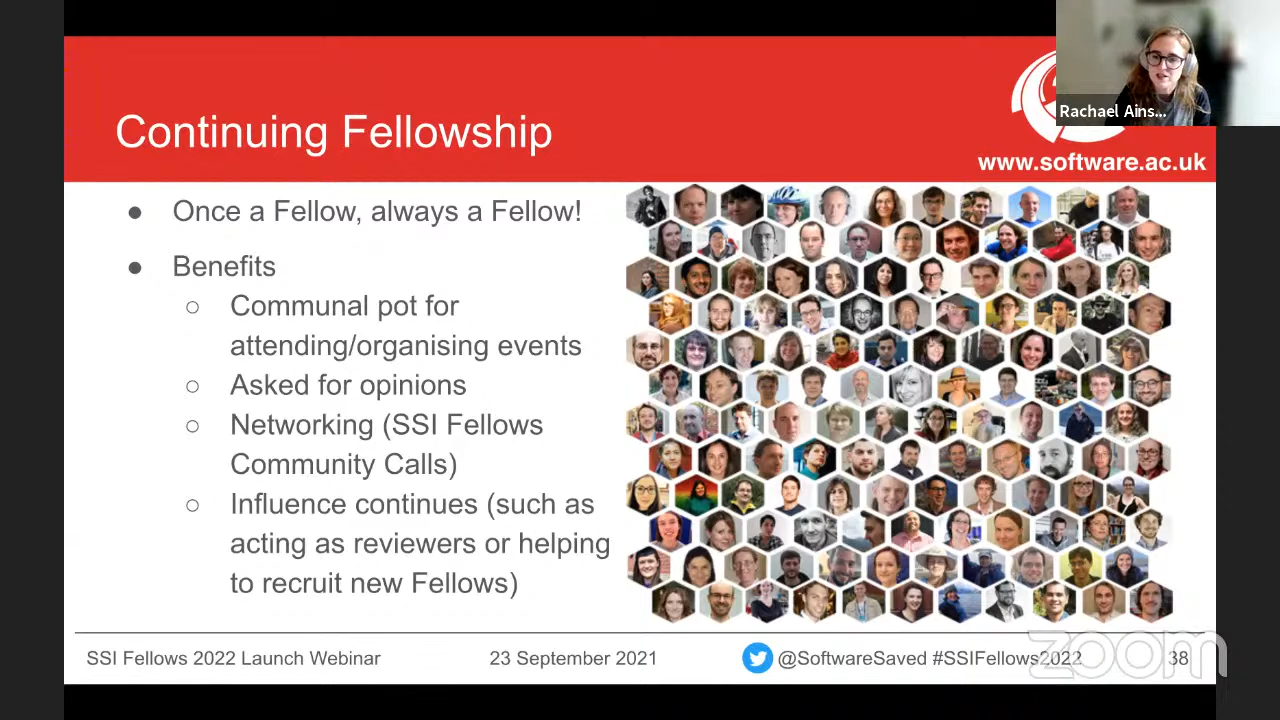 Continuing Fellowship
Rachael Ains...
www.software.ac.uk
● Once a Fellow, always a Fellow!
● Benefits
○ Communal pot for
attending/organising events
○ Asked for opinions
○ Networking (SSI Fellows
Community Calls)
○ Influence continues (such as
acting as reviewers or helping
to recruit new Fellows)
SSI Fellows 2022 Launch Webinar
23 September 2021
@SoftwareSaved #SSIFellows2022
38
zoom